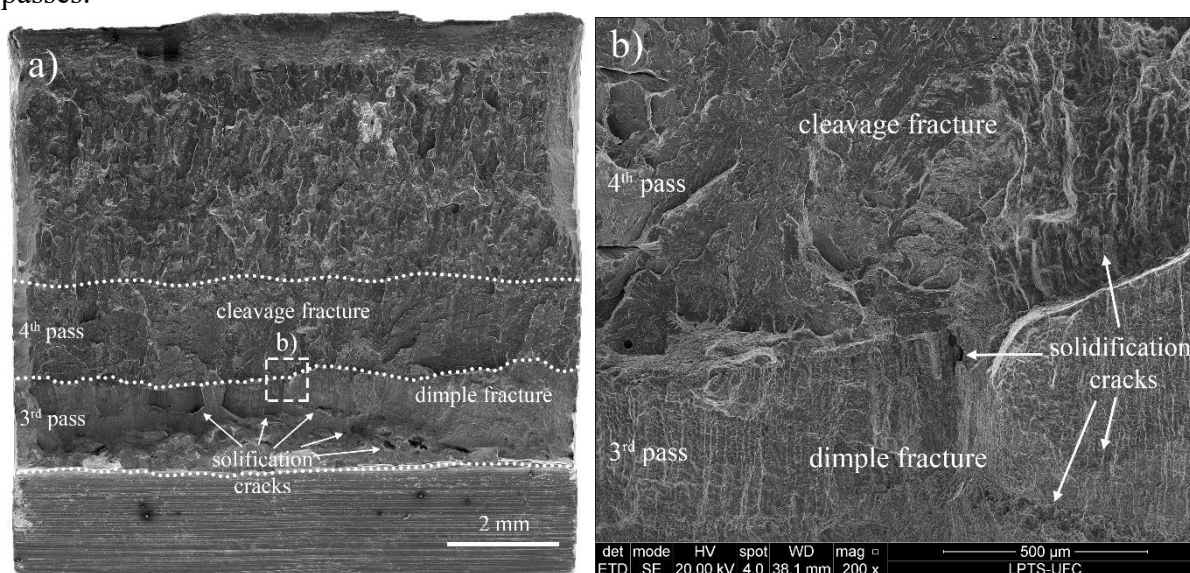 passes.
a)
cleavage fracture
4th pass
b)
dimple fracture
3rd pass
solification
cracks
2 mm
b)
cleavage fracture
4th pass
solidification
cracks
3rd pass
dimple fracture
det mode HV spot WD mag □ 500 µm
ETD SE 20.00 kV 4.0 38.1 mm 200 x LPTS-UFC